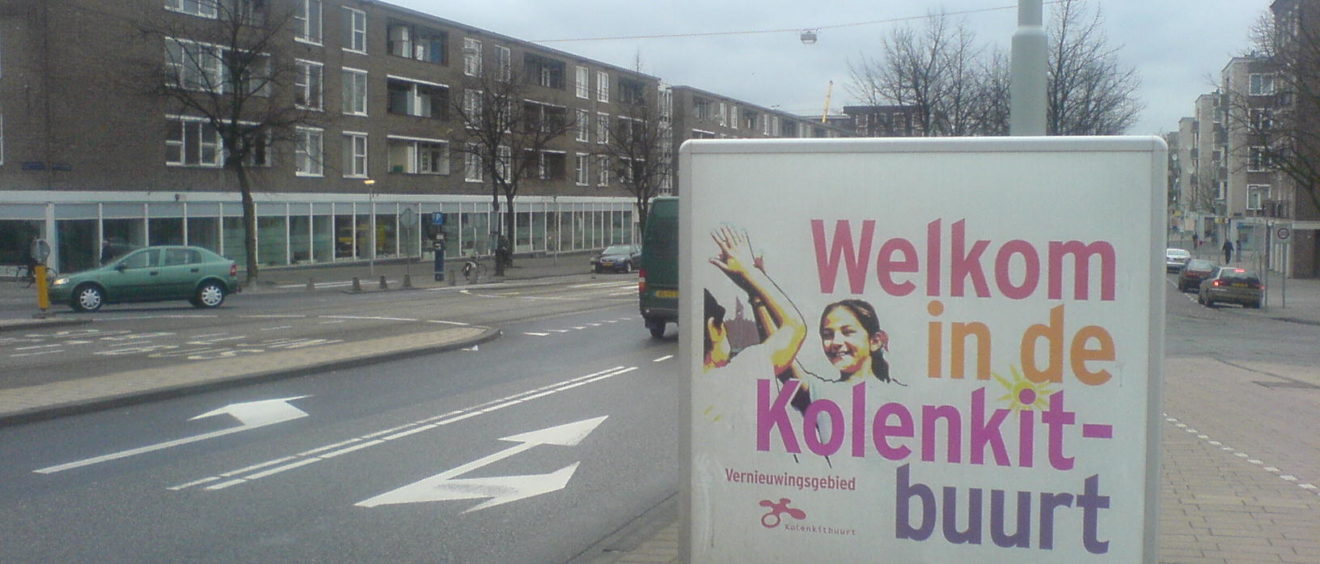 Welkom
in de
Kolenkit-
buurt
Vernieuwingsgebied
Kolenkitbuurt
P